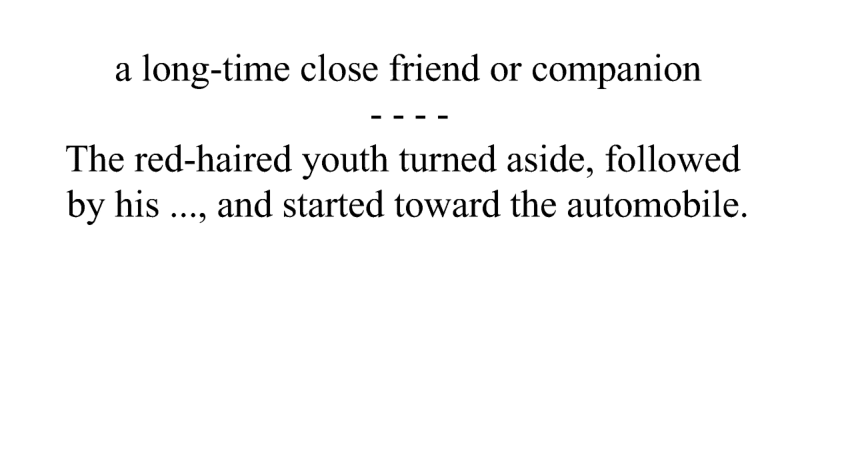 a long-time close friend or companion
- - - -
The red-haired youth turned aside, followed
by his ..., and started toward the automobile.